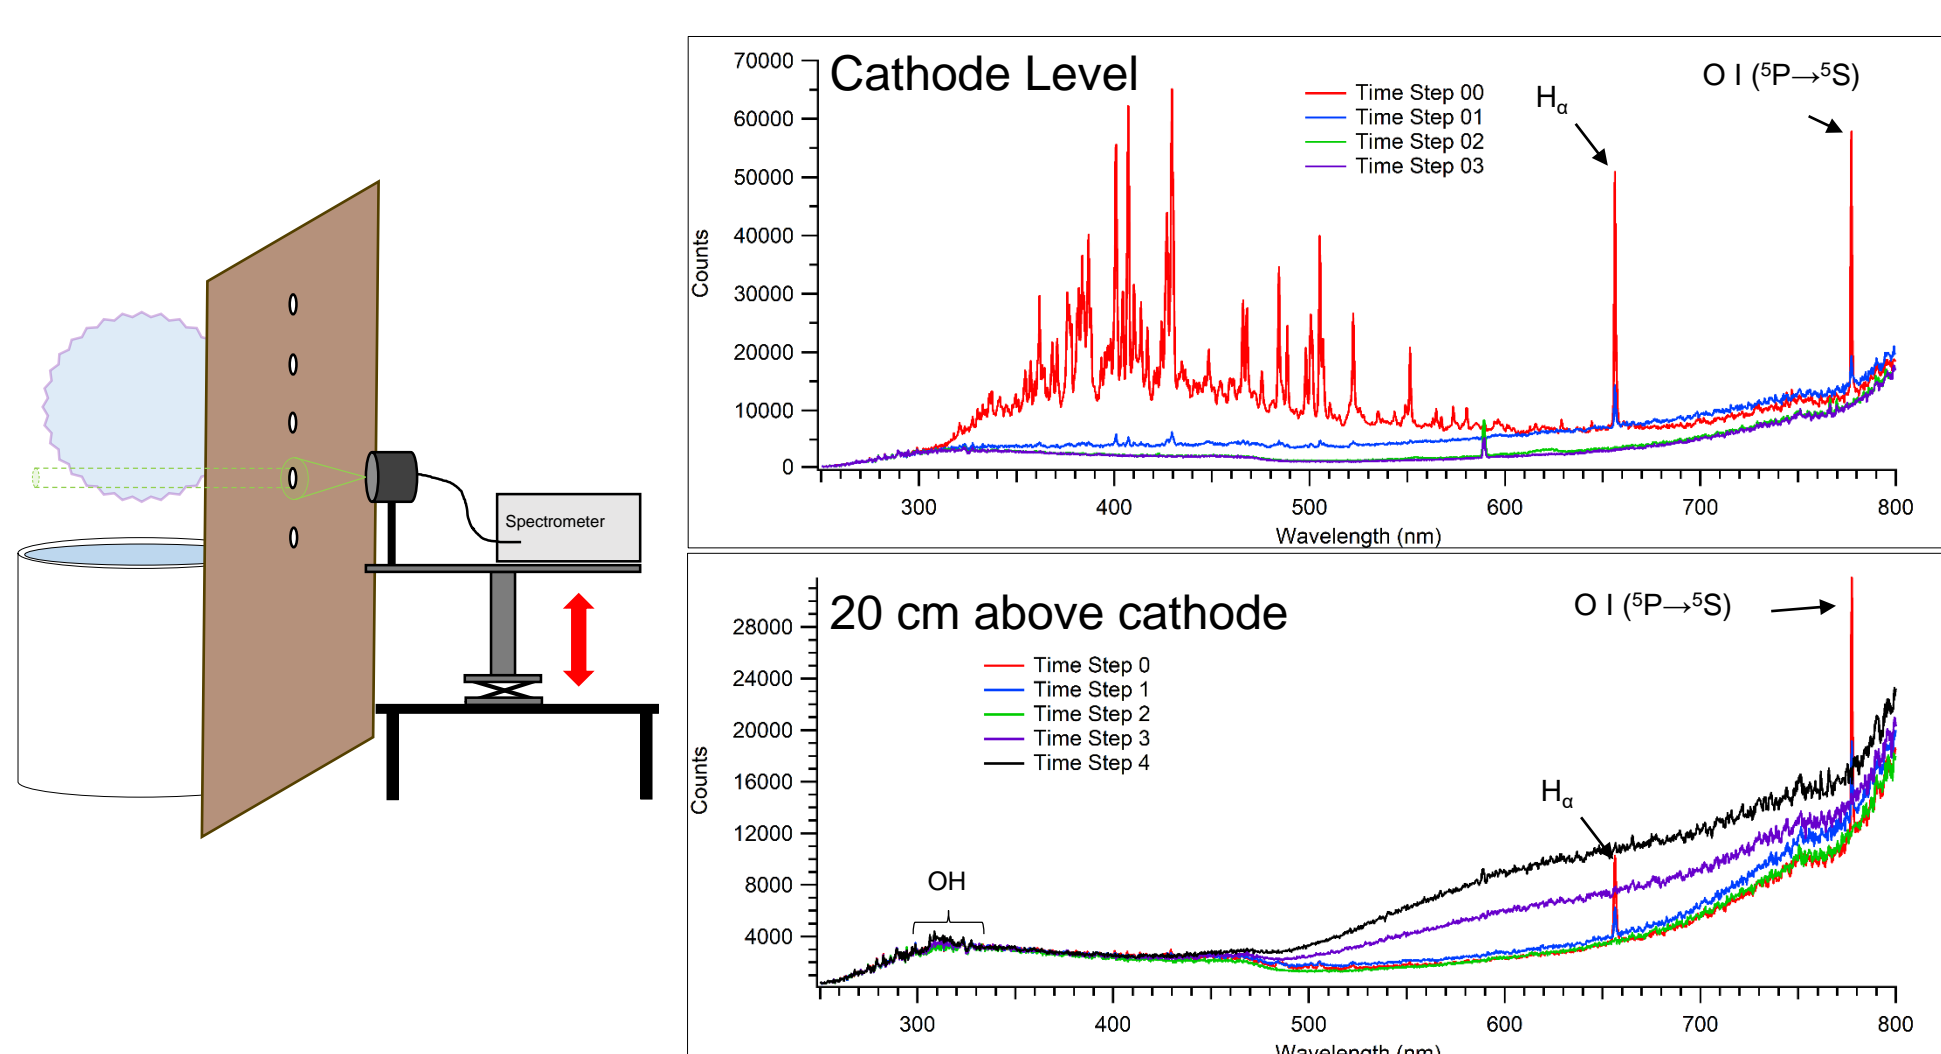 Spectrometer
Cathode Level
70000
60000
50000
40000
30000
20000
10000
0
Counts
Time Step 00
Time Step 01
Time Step 02
Time Step 03
Hα
O I (⁵P→⁵S)
300 400 500 600 700 800
Wavelength (nm)
20 cm above cathode
28000
24000
20000
16000
12000
8000
4000
Counts
Time Step 0
Time Step 1
Time Step 2
Time Step 3
Time Step 4
O I (⁵P→⁵S)
Hα
OH
300 400 500 600 700 800
Wavelength (nm)